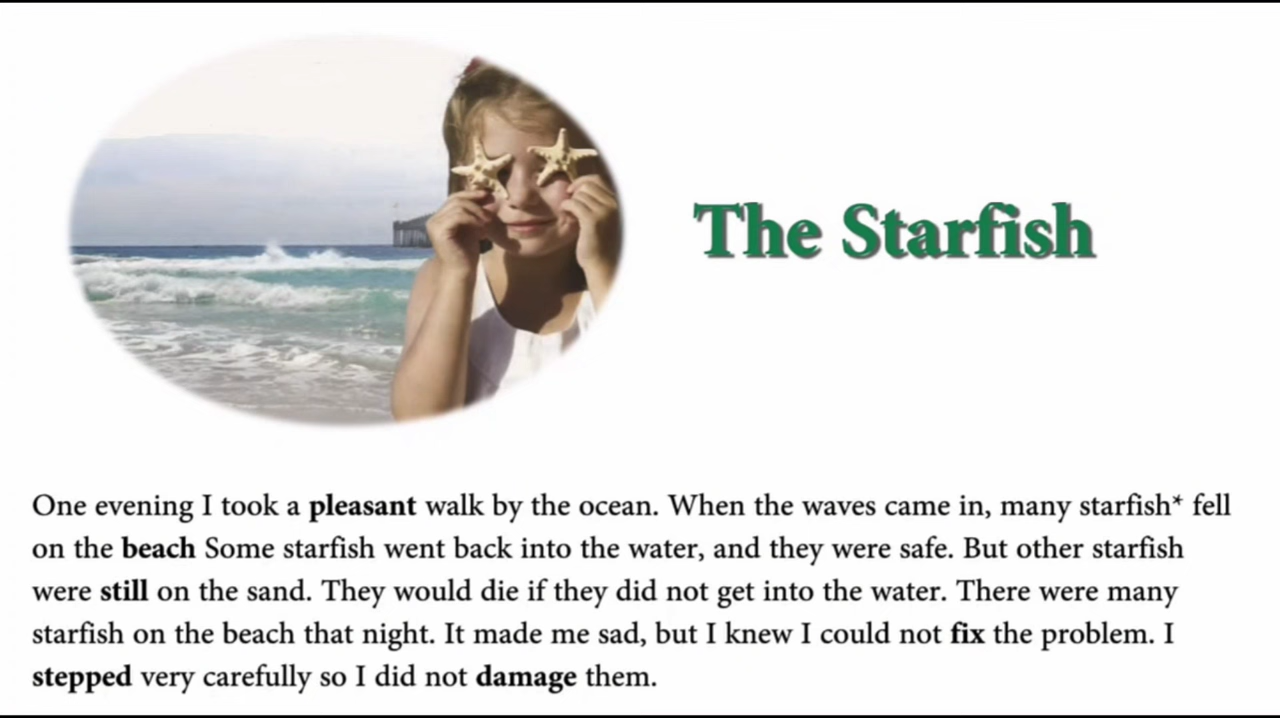 The Starfish
One evening I took a pleasant walk by the ocean. When the waves came in, many starfish* fell
on the beach Some starfish went back into the water, and they were safe. But other starfish
were still on the sand. They would die if they did not get into the water. There were many
starfish on the beach that night. It made me sad, but I knew I could not fix the problem. I
stepped very carefully so I did not damage them.